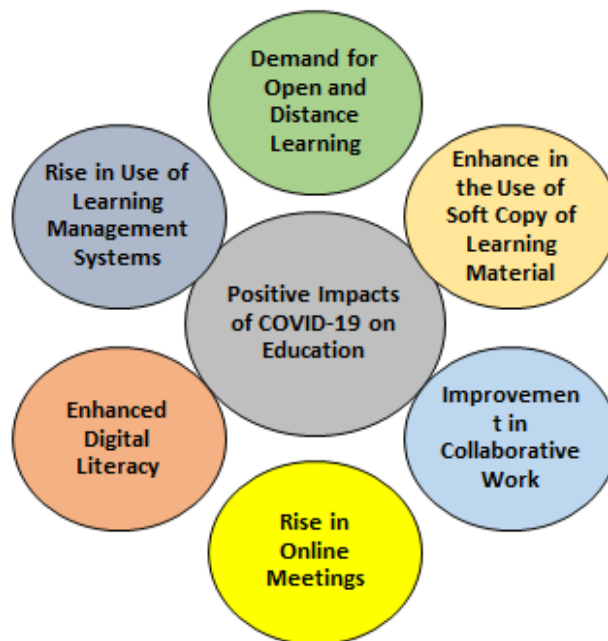 Demand for
Open and
Distance
Learning
Rise in Use of
Learning
Management
Systems
Enhance in
the Use of
Soft Copy of
Learning
Material
Positive Impacts
of COVID-19 on
Education
Enhanced
Digital
Literacy
Improvemen
t in
Collaborative
Work
Rise in
Online
Meetings